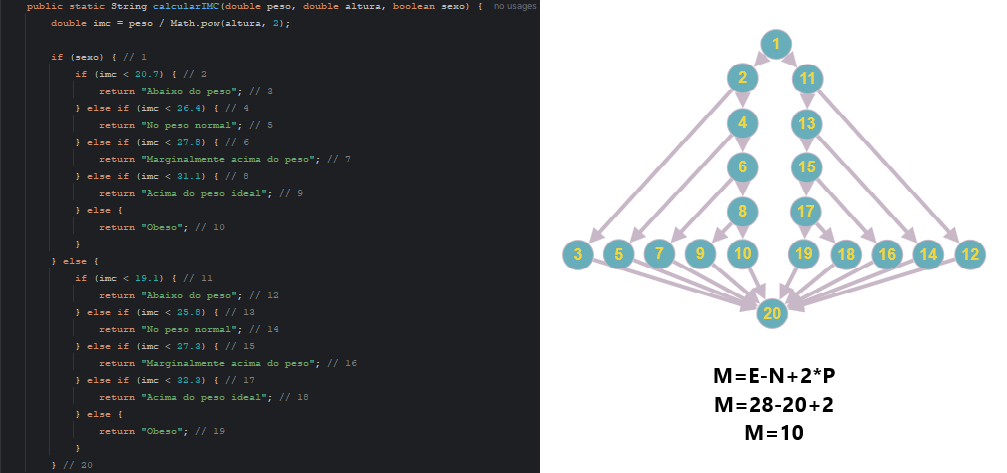 public static String calcularIMC(double peso, double altura, boolean sexo) { no usages
double imc = peso / Math.pow(altura, 2);
if (sexo) { // 1
if (imc < 20.7) { // 2
return "Abaixo do peso"; // 3
} else if (imc < 26.4) { // 4
return "No peso normal"; // 5
} else if (imc < 27.8) { // 6
return "Marginalmente acima do peso"; // 7
} else if (imc < 31.1) { // 8
return "Acima do peso ideal"; // 9
} else {
return "Obeso"; // 10
}
} else {
if (imc < 19.1) { // 11
return "Abaixo do peso"; // 12
} else if (imc < 25.8) { // 13
return "No peso normal"; // 14
} else if (imc < 27.3) { // 15
return "Marginalmente acima do peso"; // 16
} else if (imc < 32.3) { // 17
return "Acima do peso ideal"; // 18
} else {
return "Obeso"; // 19
}
} // 20
1
2 11
4 13
6 15
8 17
3 5 7 9 10 19 18 16 14 12
20
M=E-N+2*P
M=28-20+2
M=10